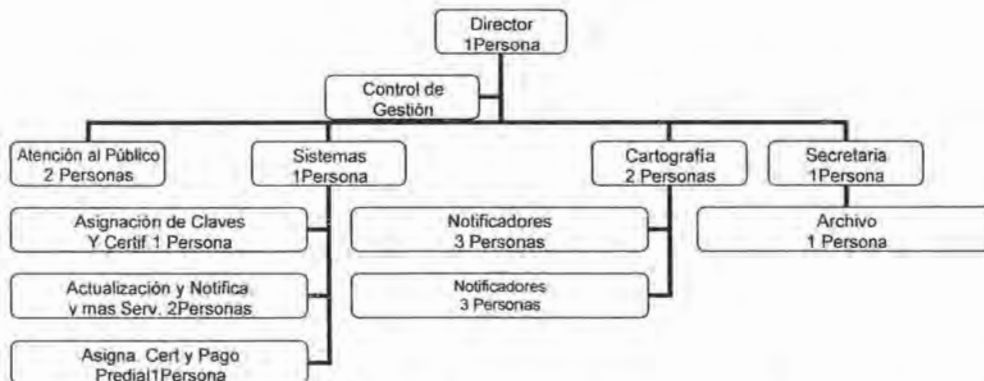 Director
1Persona
Control de
Gestión
Atención al Público
2 Personas
Sistemas
1Persona
Cartografía
2 Personas
Secretaria
1Persona
Asignación de Claves
Y Certif.1 Persona
Notificadores
3 Personas
Archivo
1 Persona
Actualización y Notifica.
y mas Serv. 2Personas
Notificadores
3 Personas
Asigna. Cert y Pago
Predial1Persona